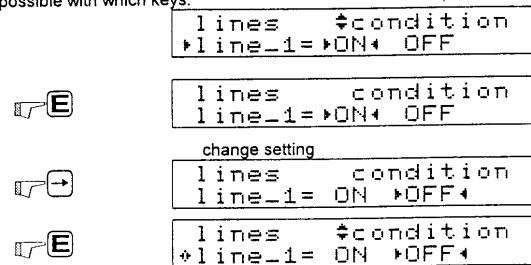 possible with which keys.
lines ♦condition
▸line_1=▸ON◂ OFF
E
lines condition
line_1=▸ON◂ OFF
change setting
→
lines condition
line_1= ON ▸OFF◂
E
lines ♦condition
line_1= ON ▸OFF◂